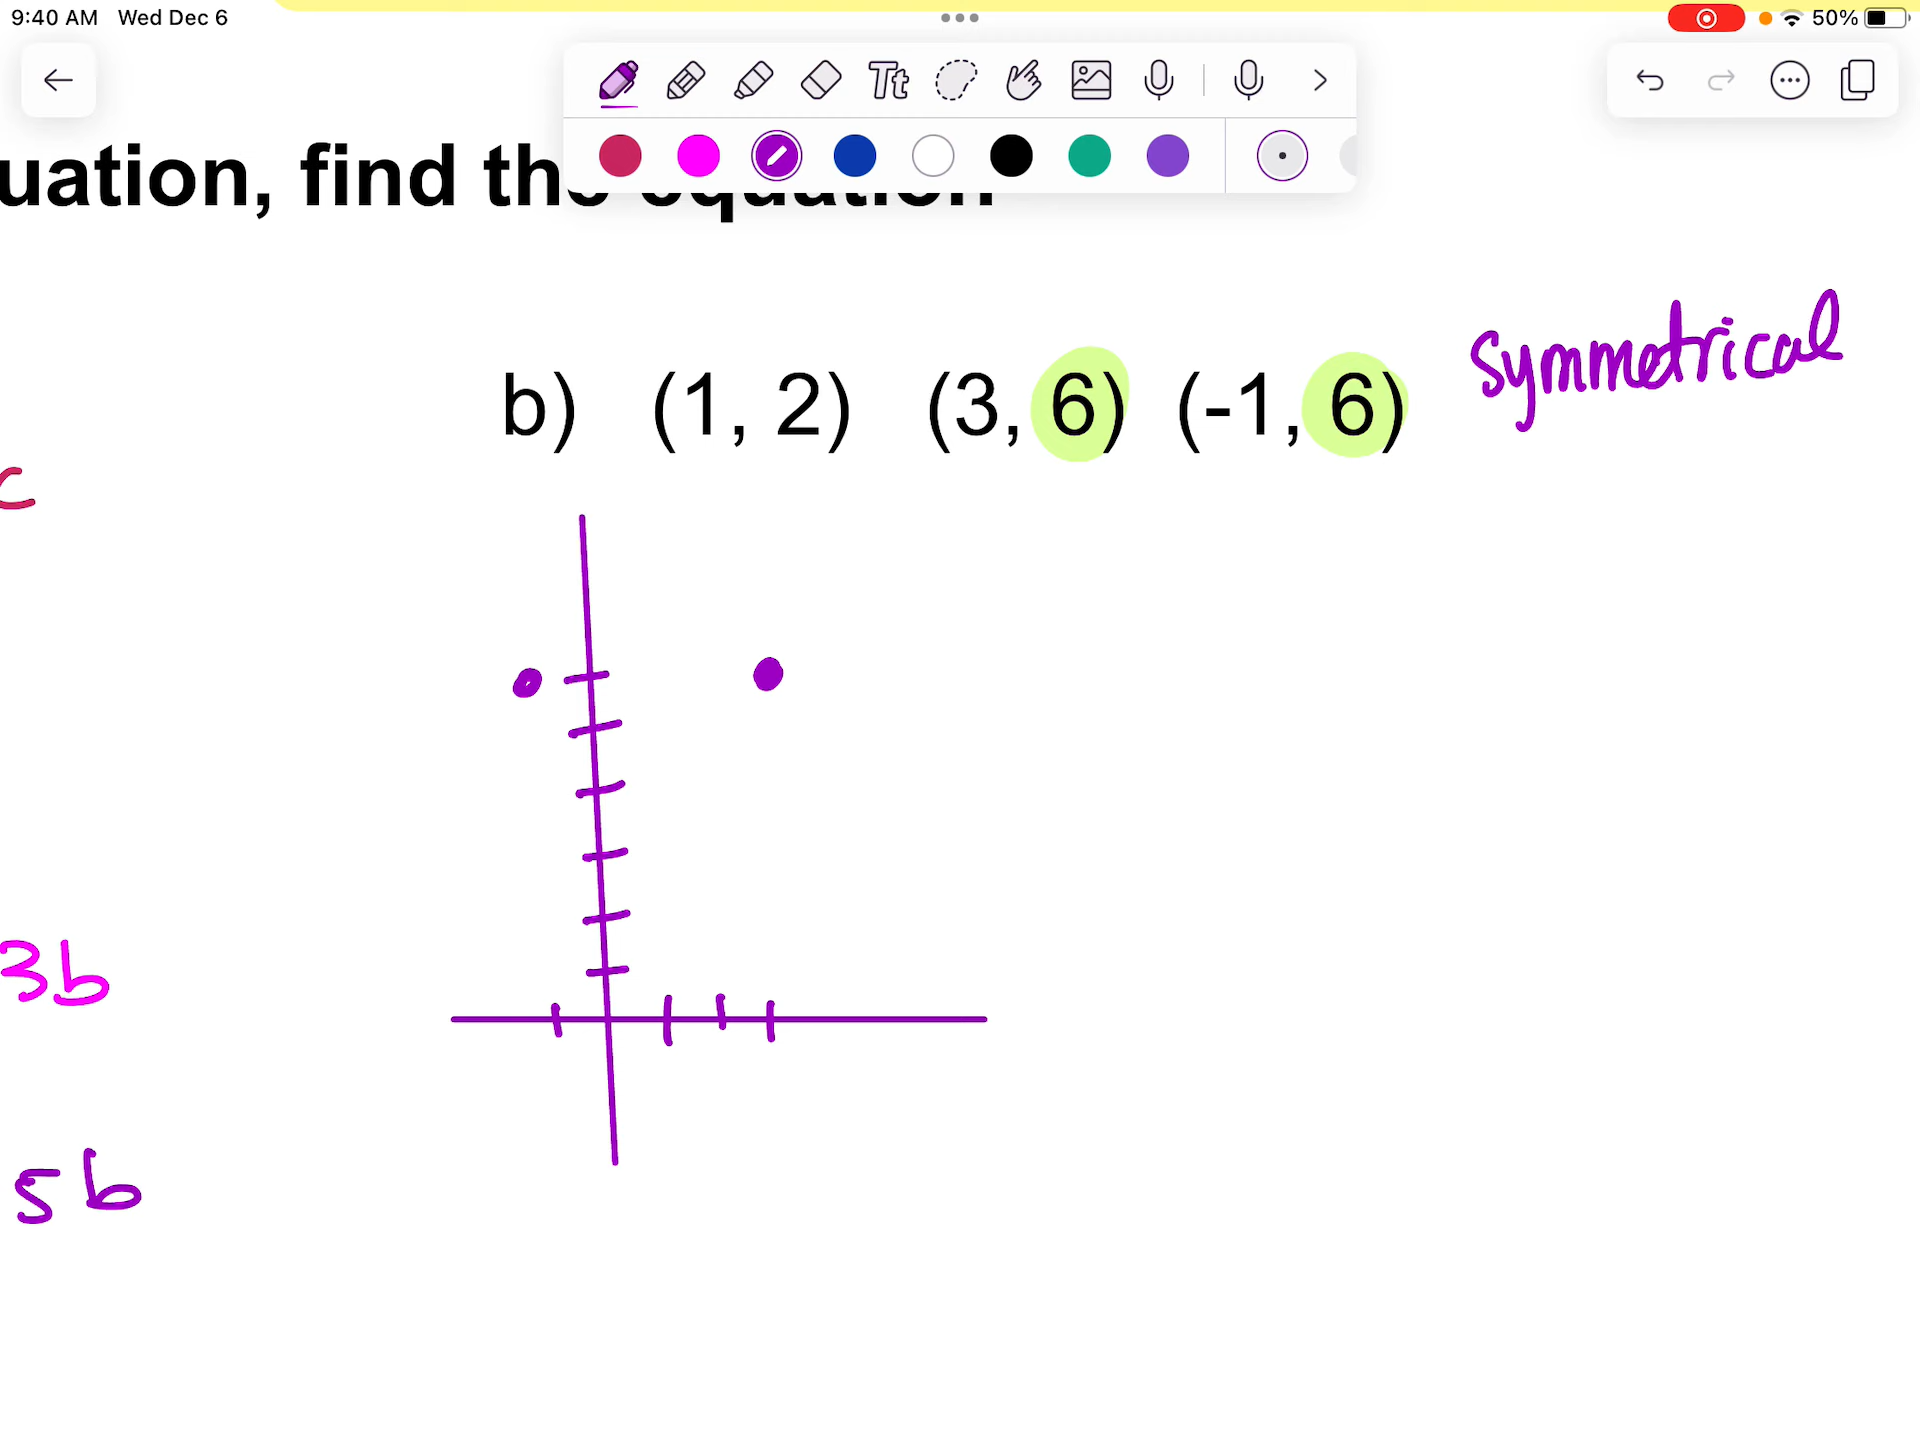 9:40 AM Wed Dec 6
50%
Tt
uation, find the equation
symmetrical
b) (1, 2) (3, 6) (-1, 6)
c
3b
5b